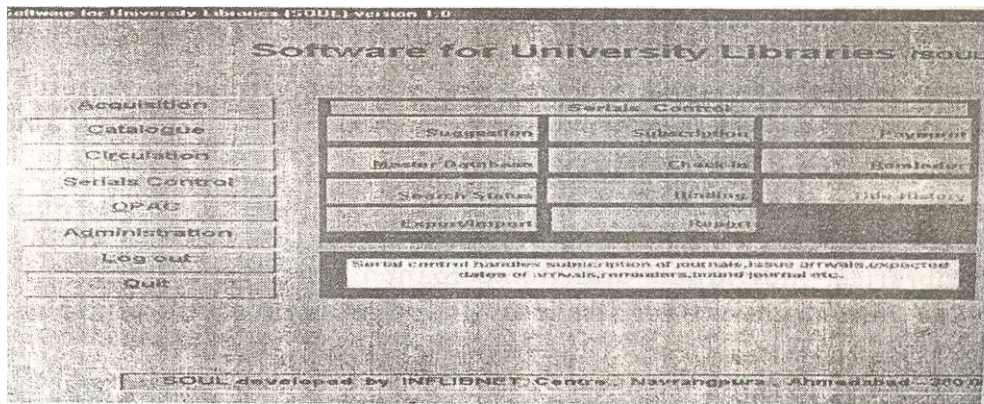 Software for University Libraries (SOUL) version 1.0
Software for University Libraries (SOUL
Acquisition
Catalogue
Circulation
Serials Control
OPAC
Administration
Log out
Quit
Serials Control
Suggestion Subscription Payment
Master Database Check-In Reminder
Search Status Binding Title History
Export/Import Report
Serial control handles subscription of journals,issue arrivals,expected
dates of arrivals,reminders,bound journal etc.
SOUL developed by INFLIBNET Centre, Navrangpura, Ahmedabad